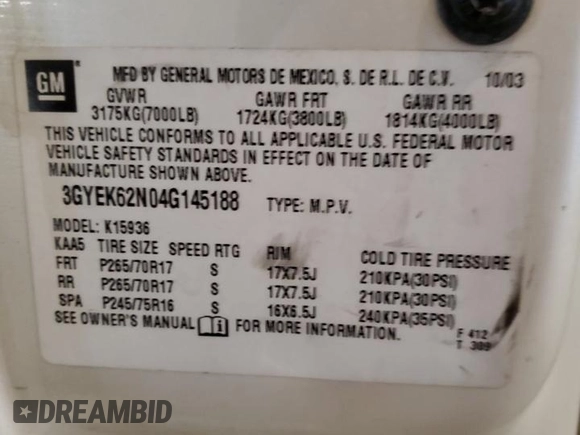 GM
MFD BY GENERAL MOTORS DE MEXICO, S. DE R.L. DE C.V. 10/03
GVWR GAWR FRT GAWR RR
3175KG(7000LB) 1724KG(3800LB) 1814KG(4000LB)
THIS VEHICLE CONFORMS TO ALL APPLICABLE U.S. FEDERAL MOTOR
VEHICLE SAFETY STANDARDS IN EFFECT ON THE DATE OF
MANUFACTURE SHOWN ABOVE.
3GYEK62N04G145188 TYPE: M.P.V.
MODEL: K15936
KAA5 TIRE SIZE SPEED RTG RIM COLD TIRE PRESSURE
FRT P265/70R17 S 17X7.5J 210KPA(30PSI)
RR P265/70R17 S 17X7.5J 210KPA(30PSI)
SPA P245/75R16 S 16X6.5J 240KPA(35PSI)
SEE OWNER'S MANUAL FOR MORE INFORMATION.
F 412
T 309
DREAMBID